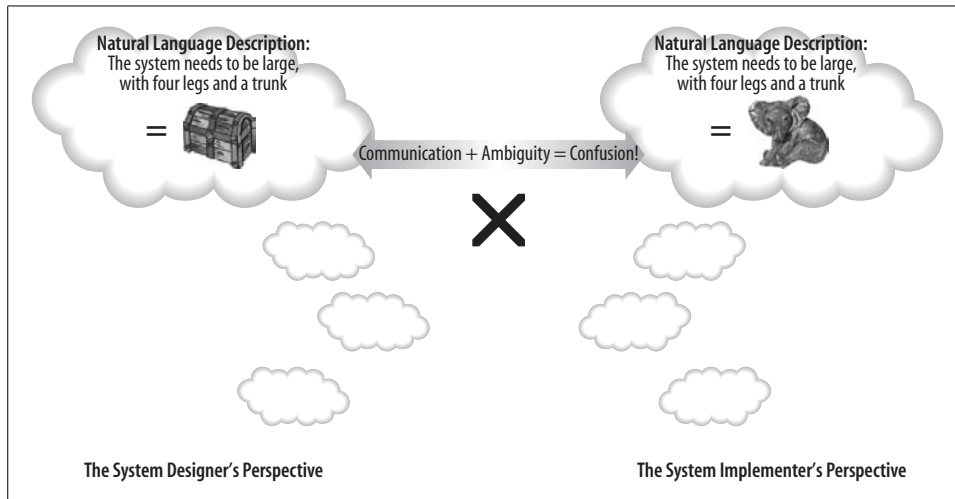 Natural Language Description:
The system needs to be large,
with four legs and a trunk
=
Natural Language Description:
The system needs to be large,
with four legs and a trunk
=
Communication + Ambiguity = Confusion!
The System Designer's Perspective
The System Implementer's Perspective